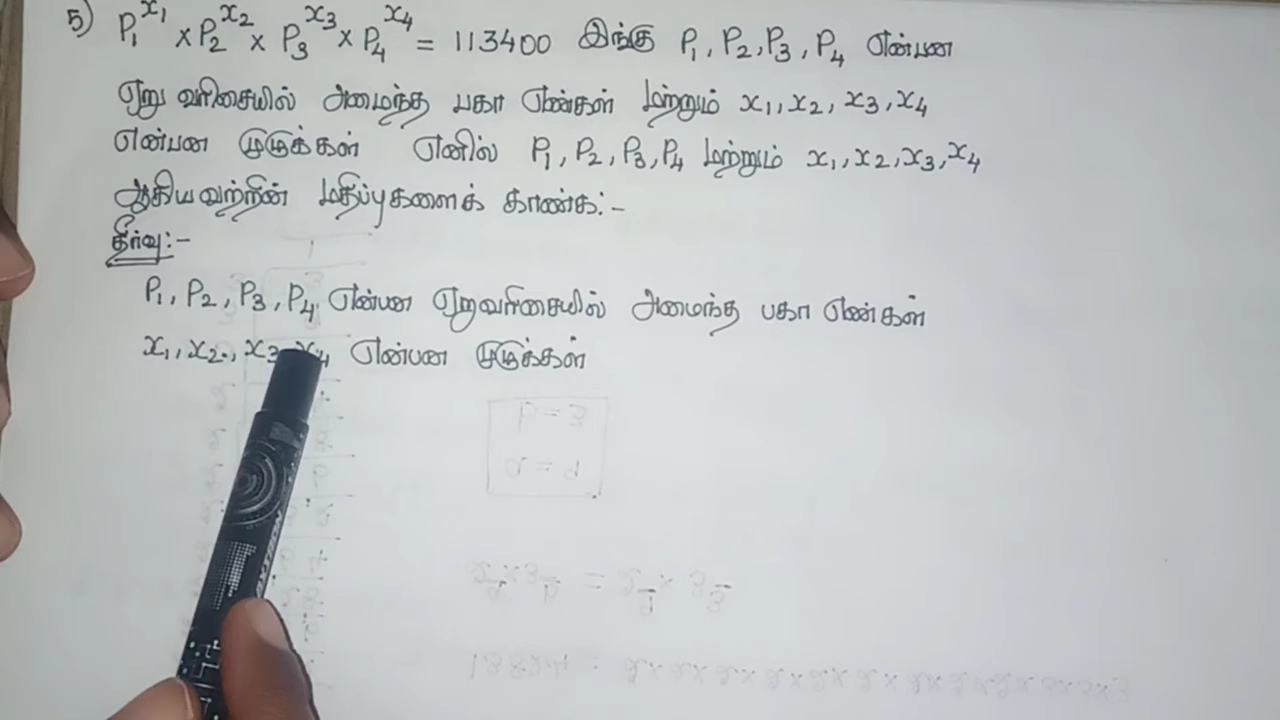 5) P₁^x₁ × P₂^x₂ × P₃^x₃ × P₄^x₄ = 113400 இங்கு P₁, P₂, P₃, P₄ என்பன
ஏறு வரிசையில் அமைந்த பகா எண்கள் மற்றும் x₁, x₂, x₃, x₄
என்பன முழுக்கள் எனில் P₁, P₂, P₃, P₄ மற்றும் x₁, x₂, x₃, x₄
ஆகியவற்றின் மதிப்புகளைக் காண்க:-
தீர்வு:-
P₁, P₂, P₃, P₄ என்பன ஏறுவரிசையில் அமைந்த பகா எண்கள்
x₁, x₂, x₃, x₄ என்பன முழுக்கள்